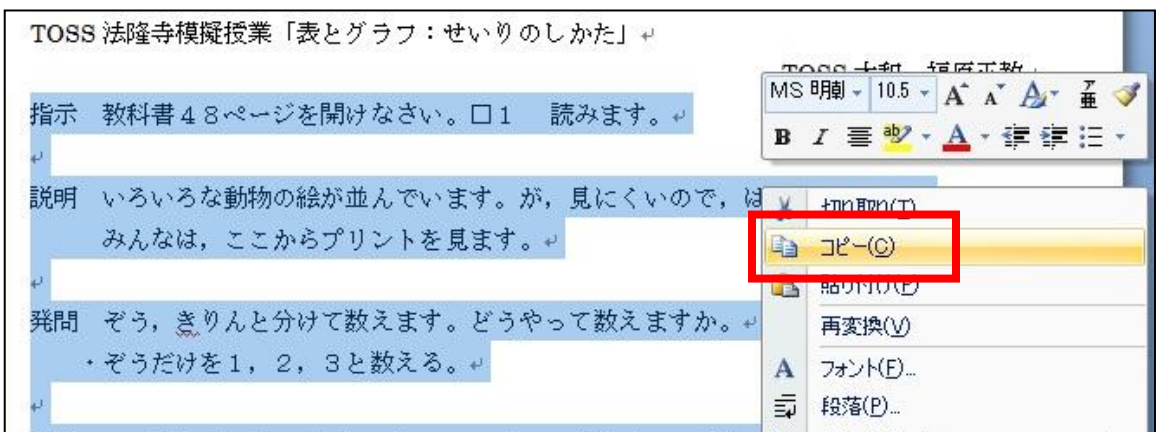 TOSS 法隆寺模擬授業「表とグラフ：せいりのしかた」
指示　教科書４８ページを開けなさい。□１　読みます。
説明　いろいろな動物の絵が並んでいます。が，見にくいので，は
みんなは，ここからプリントを見ます。
発問　ぞう，きりんと分けて数えます。どうやって数えますか。
・ぞうだけを１，２，３と数える。
MS 明朝 10.5 A A A ア亜
B I ab A
切り取り(T)
コピー(C)
貼り付け(P)
再変換(V)
A フォント(F)...
段落(P)...